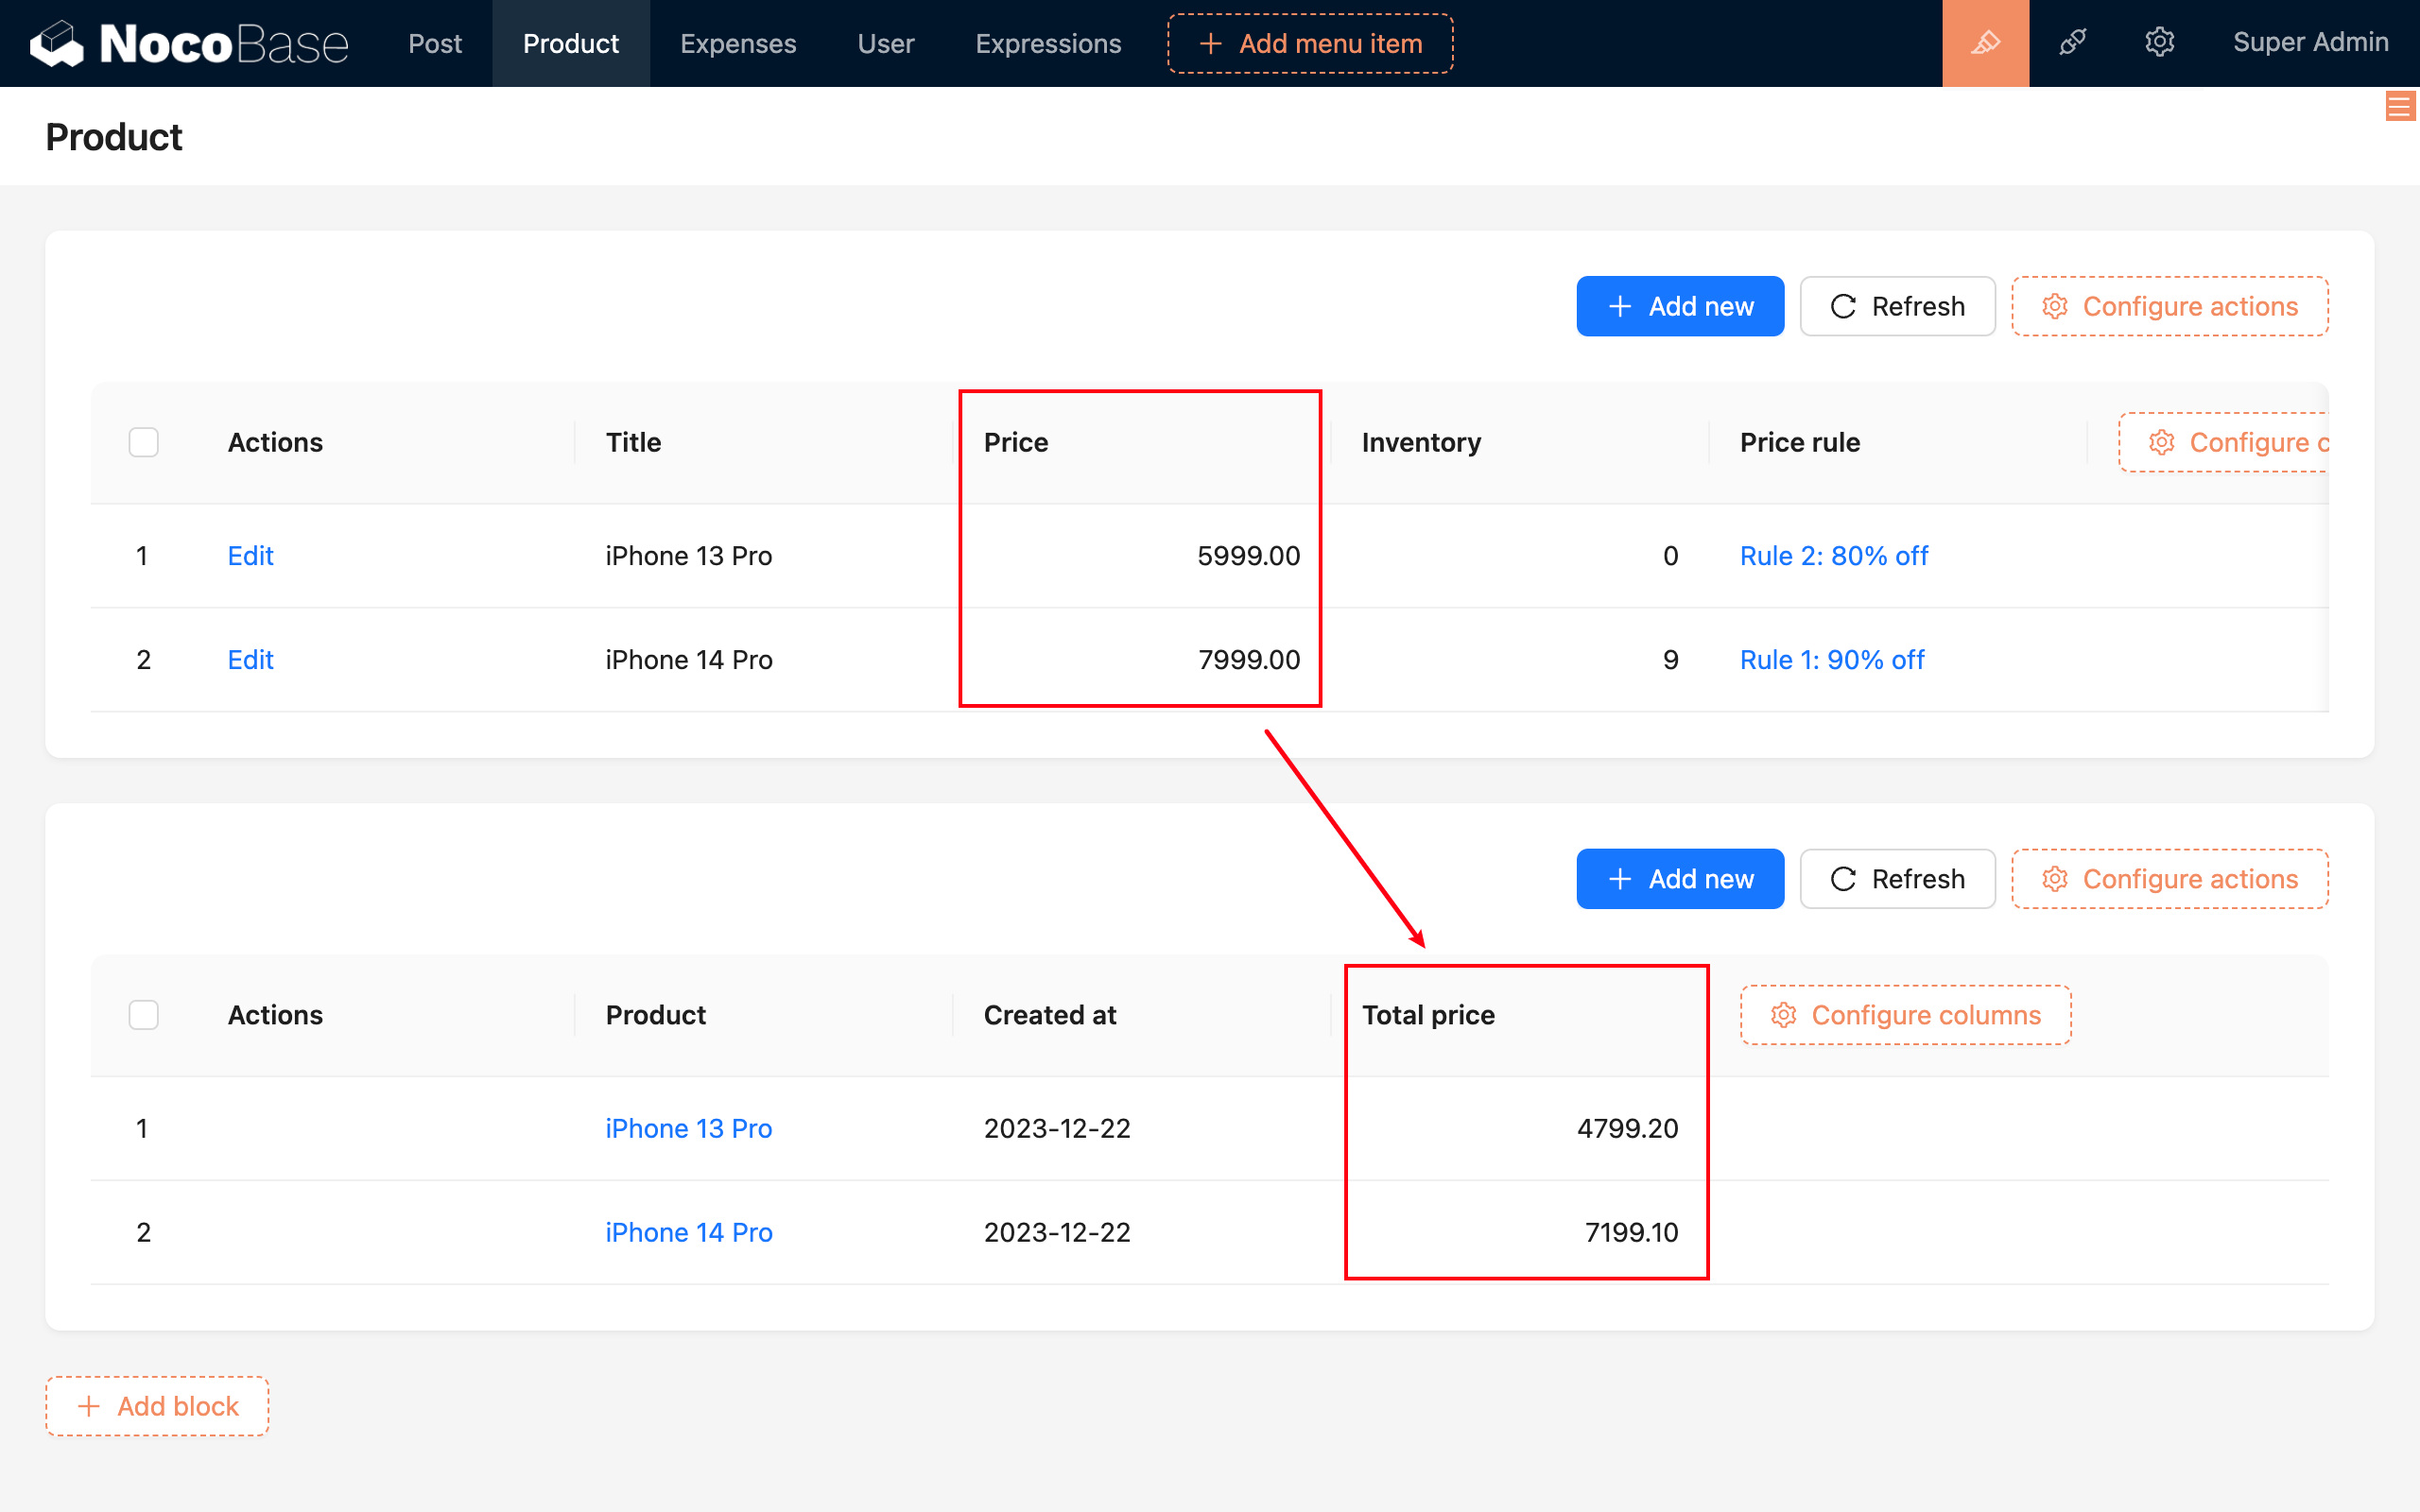 NocoBase Post Product Expenses User Expressions + Add menu item Super Admin
Product
+ Add new Refresh Configure actions
Actions Title Price Inventory Price rule Configure c
1 Edit iPhone 13 Pro 5999.00 0 Rule 2: 80% off
2 Edit iPhone 14 Pro 7999.00 9 Rule 1: 90% off
+ Add new Refresh Configure actions
Actions Product Created at Total price Configure columns
1 iPhone 13 Pro 2023-12-22 4799.20
2 iPhone 14 Pro 2023-12-22 7199.10
+ Add block